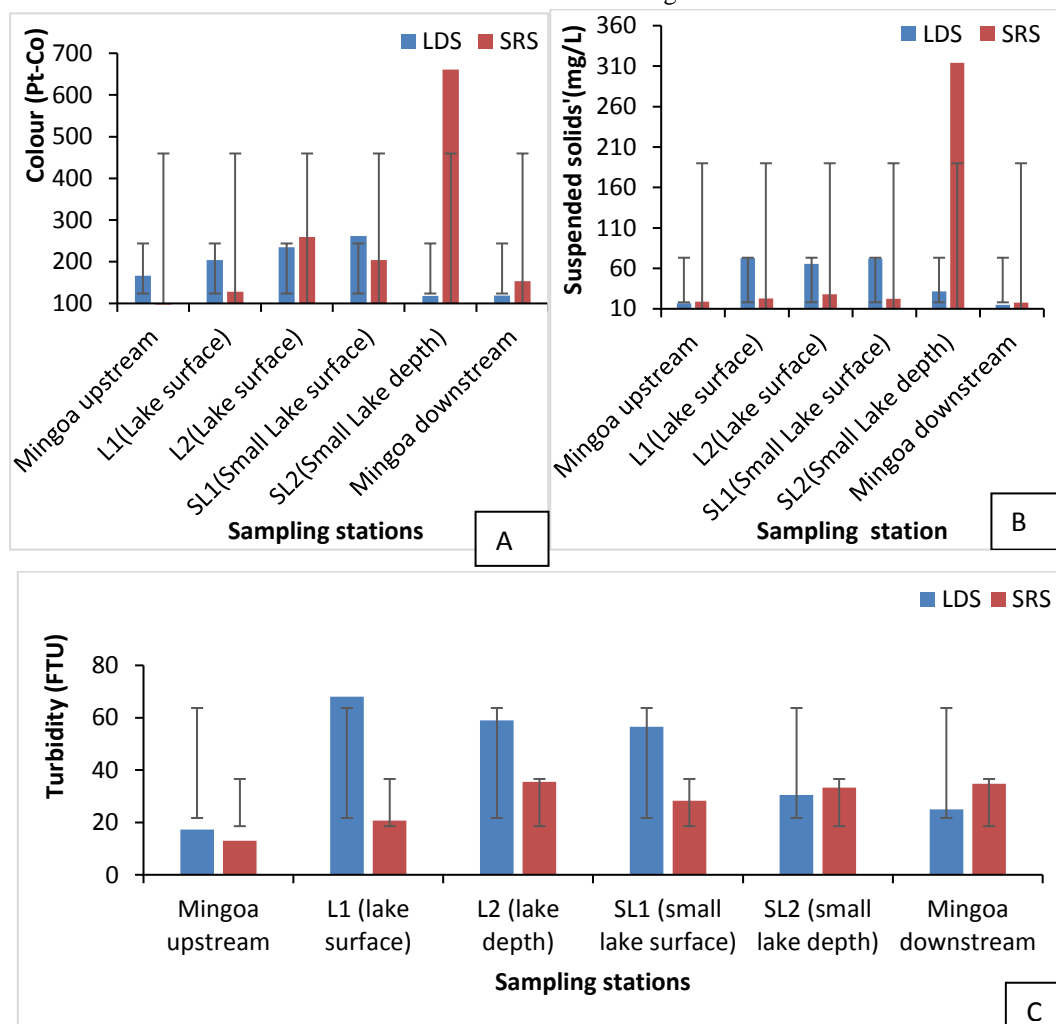 LDS SRS
Colour (Pt-Co)
700
600
500
400
300
200
100
Mingoa upstream
L1(Lake surface)
L2(Lake surface)
SL1(Small Lake surface)
SL2(Small Lake depth)
Mingoa downstream
Sampling stations
A
LDS SRS
Suspended solids'(mg/L)
360
310
260
210
160
110
60
10
Mingoa upstream
L1(Lake surface)
L2(Lake surface)
SL1(Small Lake surface)
SL2(Small Lake depth)
Mingoa downstream
Sampling station
B
LDS SRS
Turbidity (FTU)
80
60
40
20
0
Mingoa
upstream
L1 (lake
surface)
L2 (lake
depth)
SL1 (small
lake surface)
SL2 (small
lake depth)
Mingoa
downstream
Sampling stations
C